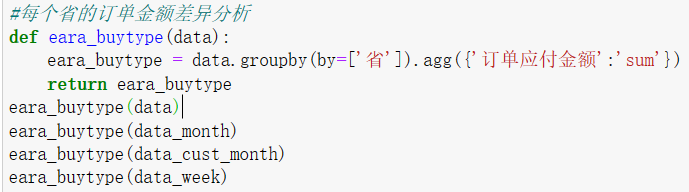 #每个省的订单金额差异分析
def eara_buytype(data):
    eara_buytype = data.groupby(by=['省']).agg({'订单应付金额':'sum'})
    return eara_buytype
eara_buytype(data)
eara_buytype(data_month)
eara_buytype(data_cust_month)
eara_buytype(data_week)